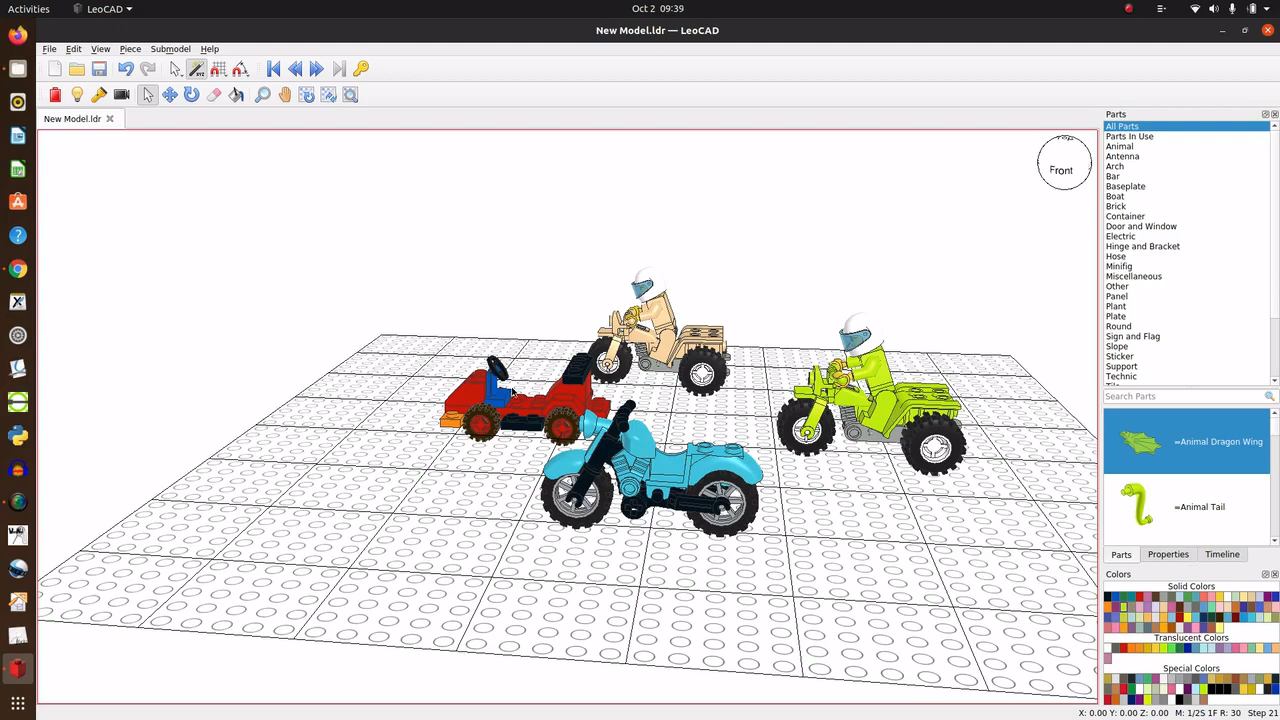 Activities LeoCAD Oct 2 09:39
New Model.ldr — LeoCAD
File Edit View Piece Submodel Help
New Model.ldr
Front
Parts
All Parts
Parts In Use
Animal
Antenna
Arch
Bar
Baseplate
Boat
Brick
Container
Door and Window
Electric
Hinge and Bracket
Hose
Minifig
Miscellaneous
Other
Panel
Plant
Plate
Round
Sign and Flag
Slope
Sticker
Support
Technic
Search Parts
=Animal Dragon Wing
=Animal Tail
Parts Properties Timeline
Colors
Solid Colors
Translucent Colors
Special Colors
X: 0.00 Y: 0.00 Z: 0.00 M: 1/2S 1F R: 30 Step 21